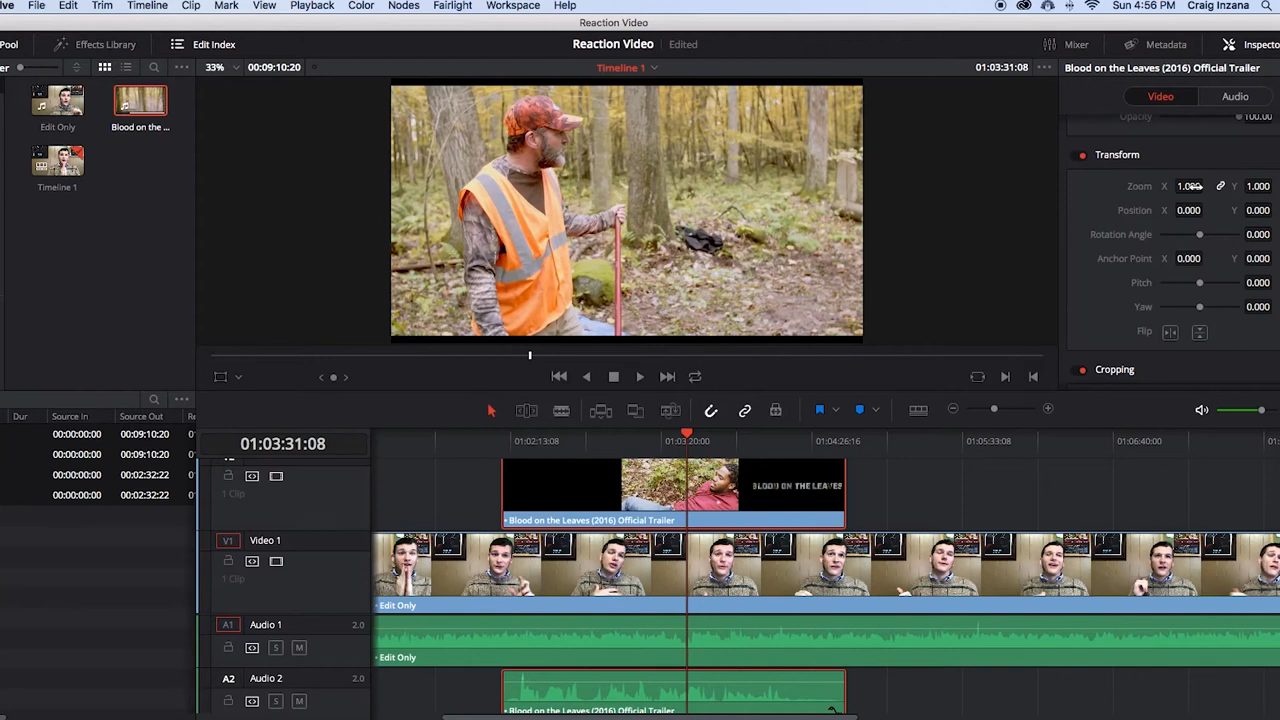 lve File Edit Trim Timeline Clip Mark View Playback Color Nodes Fairlight Workspace Help Sun 4:56 PM Craig Inzana
Reaction Video
Pool Effects Library Edit Index Reaction Video Edited Mixer Metadata Inspecto
er 33% 00:09:10:20 Timeline 1 01:03:31:08 Blood on the Leaves (2016) Official Trailer
Video Audio
Edit Only Blood on the ...
Opacity 100.00
Transform
Timeline 1
Zoom X 1.000 Y 1.000
Position X 0.000 Y 0.000
Rotation Angle 0.000
Anchor Point X 0.000 Y 0.000
Pitch 0.000
Yaw 0.000
Flip
Cropping
Dur Source In Source Out Re
00:00:00:00 00:09:10:20
00:00:00:00 00:09:10:20
00:00:00:00 00:02:32:22
00:00:00:00 00:02:32:22
01:03:31:08 01:02:13:08 01:03:20:00 01:04:26:16 01:05:33:08 01:06:40:00
1 Clip
BLOOD ON THE LEAVES
Blood on the Leaves (2016) Official Trailer
V1 Video 1
1 Clip
Edit Only
A1 Audio 1 2.0
S M
Edit Only
A2 Audio 2 2.0
S M
Blood on the Leaves (2016) Official Trailer